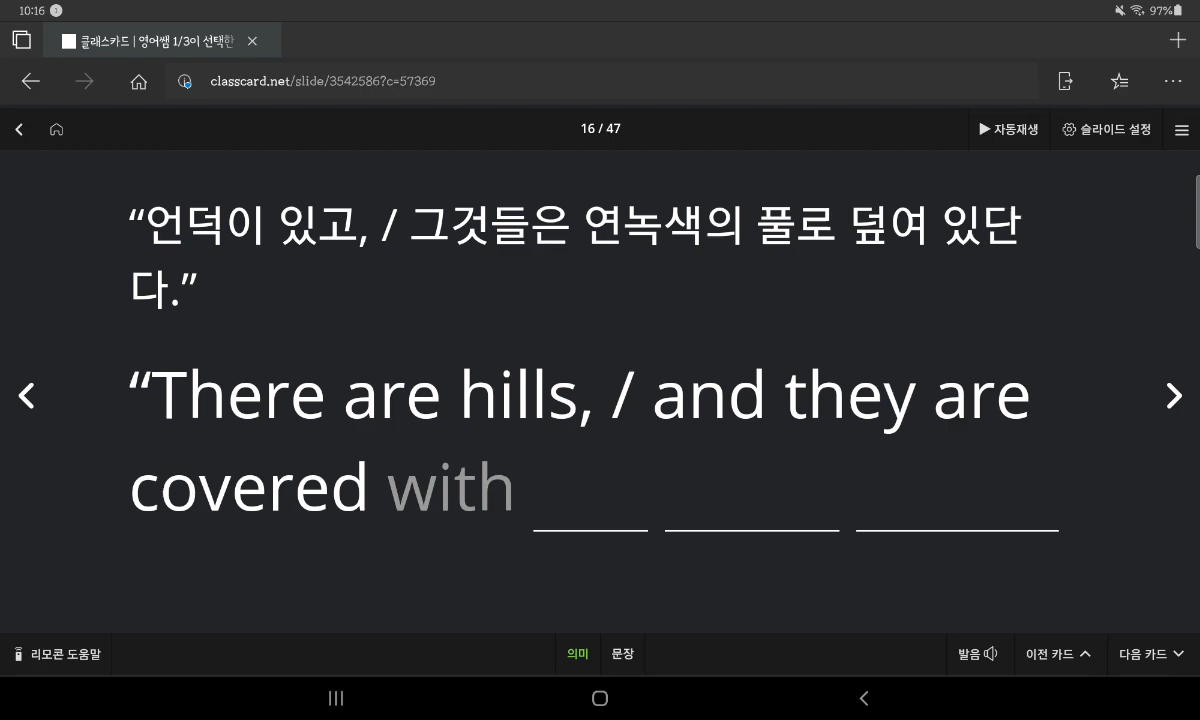 10:16 1 97%
클래스카드 | 영어쌤 1/3이 선택한
classcard.net/slide/3542586?c=57369
16 / 47 자동재생 슬라이드 설정
“언덕이 있고, / 그것들은 연녹색의 풀로 덮여 있단
다.”
“There are hills, / and they are
covered with
리모콘 도움말 의미 문장 발음 이전 카드 다음 카드